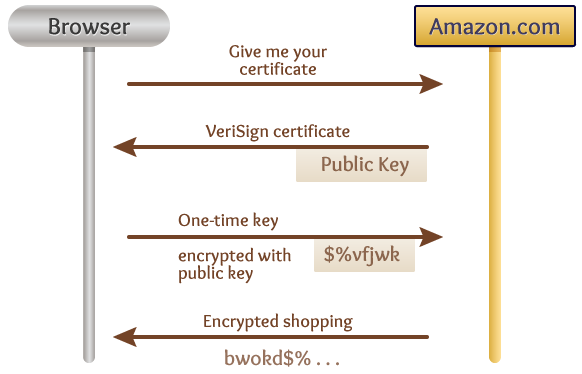 Browser
Amazon.com
Give me your
certificate
VeriSign certificate
Public Key
One-time key
encrypted with
public key
$%vfjwk
Encrypted shopping
bwokd$% . . .